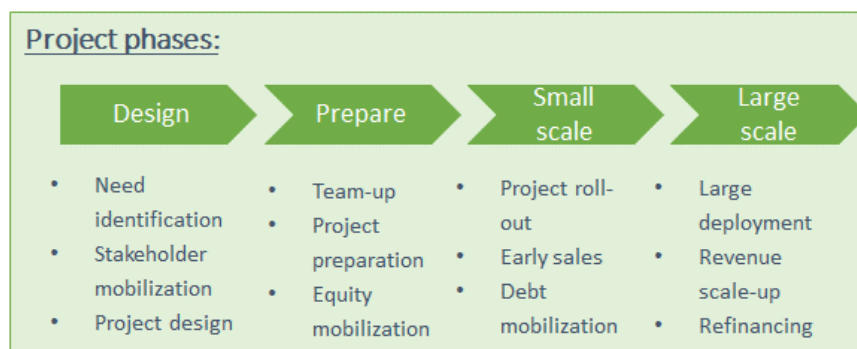 Project phases:
Design
Prepare
Small
scale
Large
scale
• Need
identification
• Stakeholder
mobilization
• Project design
• Team-up
• Project
preparation
• Equity
mobilization
• Project roll-
out
• Early sales
• Debt
mobilization
• Large
deployment
• Revenue
scale-up
• Refinancing